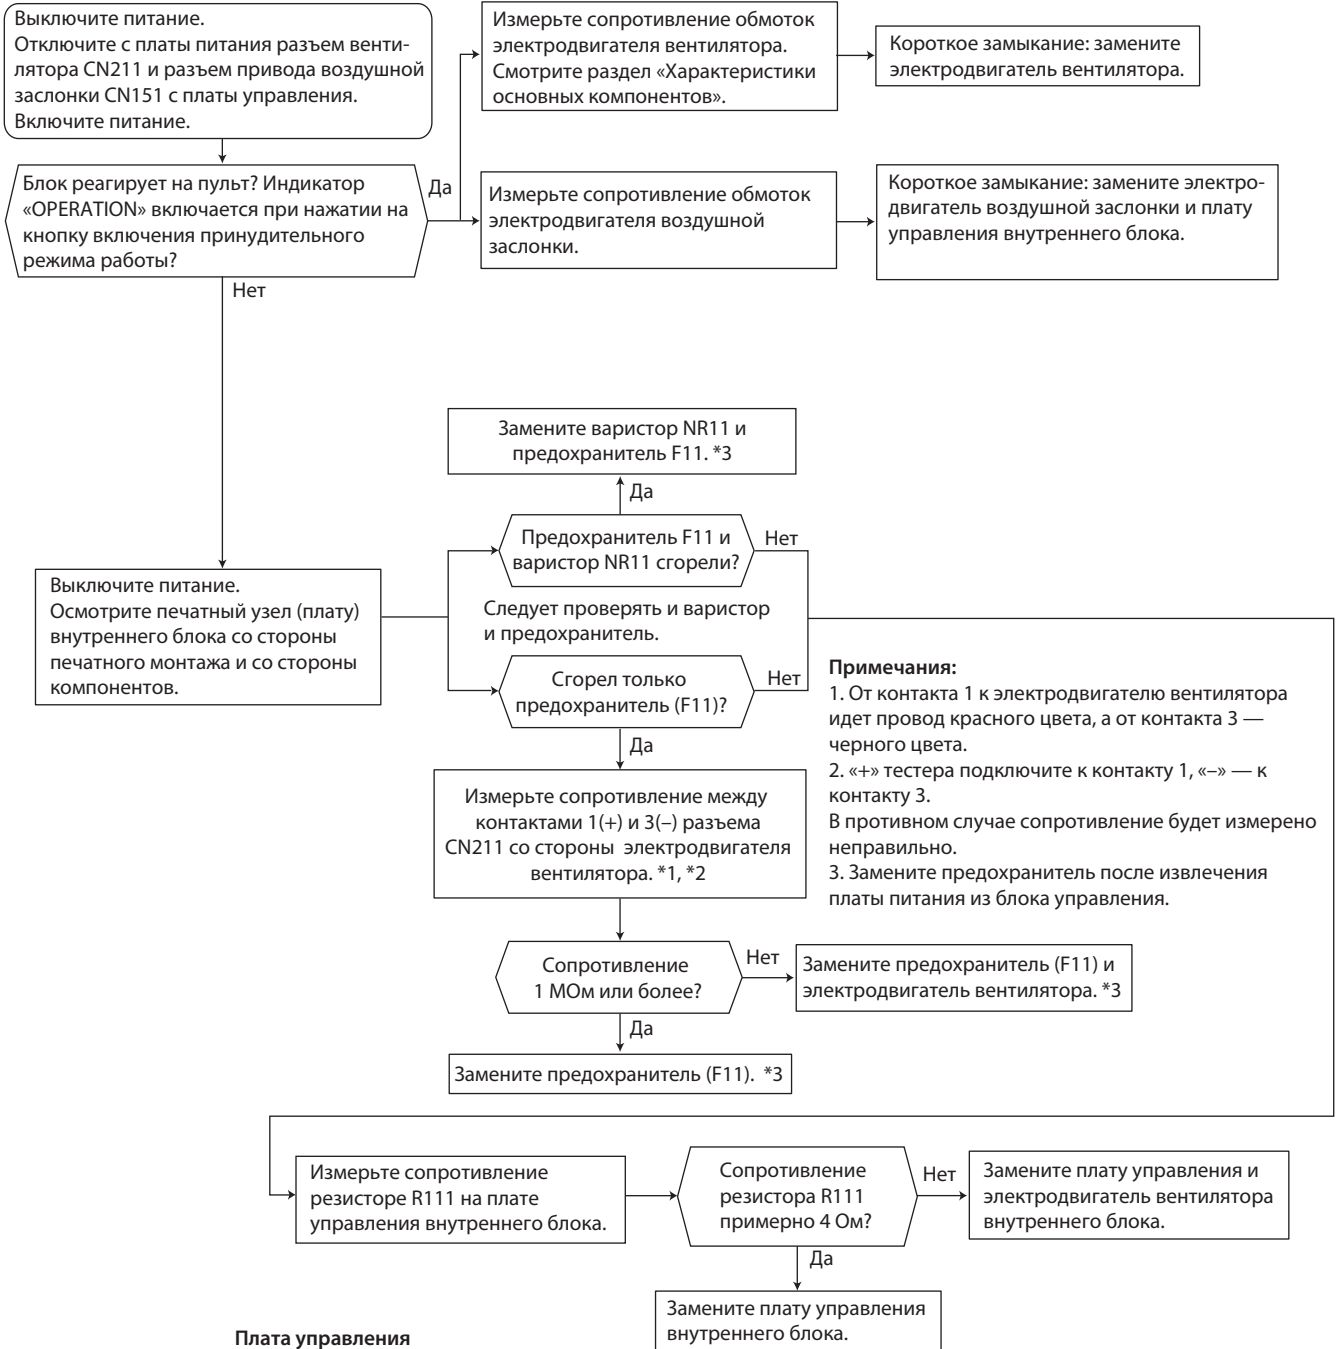 Выключите питание.
Отключите с платы питания разъем венти-
лятора CN211 и разъем привода воздушной
заслонки CN151 с платы управления.
Включите питание.
Измерьте сопротивление обмоток
электродвигателя вентилятора.
Смотрите раздел «Характеристики
основных компонентов».
Короткое замыкание: замените
электродвигатель вентилятора.
Блок реагирует на пульт? Индикатор
«OPERATION» включается при нажатии на
кнопку включения принудительного
режима работы?
Да
Измерьте сопротивление обмоток
электродвигателя воздушной
заслонки.
Короткое замыкание: замените электро-
двигатель воздушной заслонки и плату
управления внутреннего блока.
Нет
Замените варистор NR11 и
предохранитель F11. *3
Да
Предохранитель F11 и
варистор NR11 сгорели?
Нет
Выключите питание.
Осмотрите печатный узел (плату)
внутреннего блока со стороны
печатного монтажа и со стороны
компонентов.
Следует проверять и варистор
и предохранитель.
Сгорел только
предохранитель (F11)?
Нет
Да
Примечания:
1. От контакта 1 к электродвигателю вентилятора
идет провод красного цвета, а от контакта 3 —
черного цвета.
2. «+» тестера подключите к контакту 1, «–» — к
контакту 3.
В противном случае сопротивление будет измерено
неправильно.
3. Замените предохранитель после извлечения
платы питания из блока управления.
Измерьте сопротивление между
контактами 1(+) и 3(–) разъема
CN211 со стороны электродвигателя
вентилятора. *1, *2
Сопротивление
1 МОм или более?
Нет
Замените предохранитель (F11) и
электродвигатель вентилятора. *3
Да
Замените предохранитель (F11). *3
Измерьте сопротивление
резисторе R111 на плате
управления внутреннего блока.
Сопротивление
резистора R111
примерно 4 Ом?
Нет
Замените плату управления и
электродвигатель вентилятора
внутреннего блока.
Да
Замените плату управления
внутреннего блока.
Плата управления